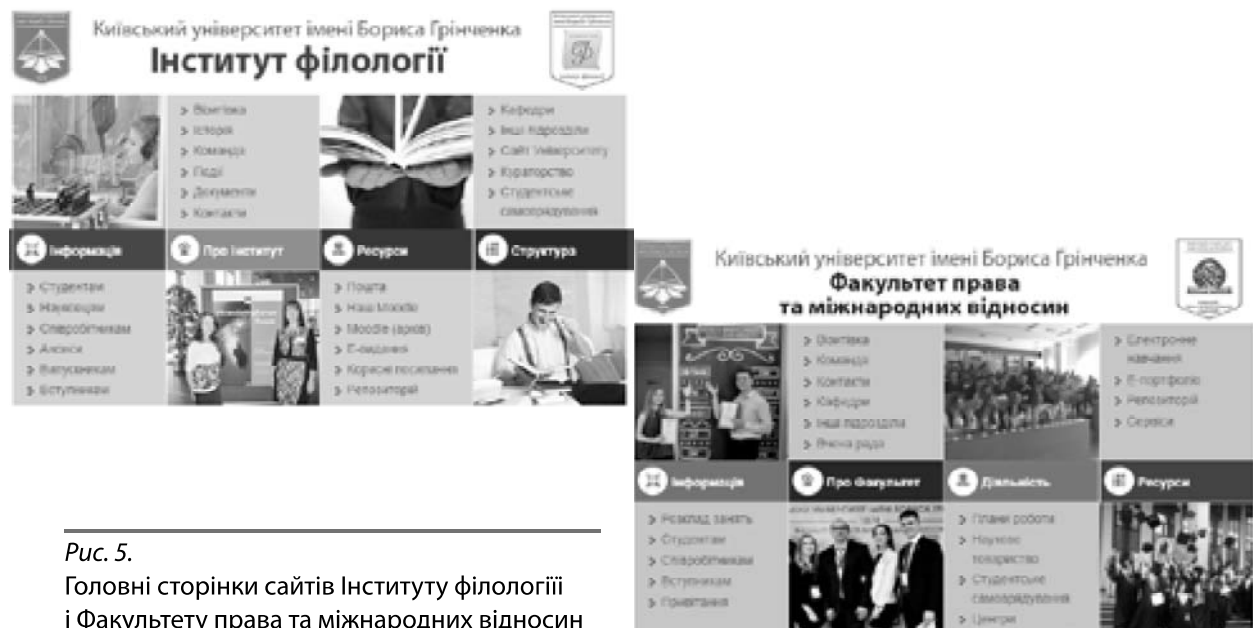 Київський університет імені Бориса Грінченка
Інститут філології
Візитівка
Історія
Команда
Події
Документи
Контакти
Кафедри
Інші підрозділи
Сайт Університету
Кураторство
Студентське
самоврядування
Інформація
Про Інститут
Ресурси
Структура
Студентам
Науковцям
Співробітникам
Анонси
Випускникам
Вступникам
Пошта
Наш Moodle
Moodle (архів)
Е-видання
Корисні посилання
Репозиторій
Київський університет імені Бориса Грінченка
Факультет права
та міжнародних відносин
Візитівка
Команда
Контакти
Кафедри
Інші підрозділи
Вчена рада
Електронне
навчання
Е-портфоліо
Репозиторій
Сервіси
Інформація
Про Факультет
Діяльність
Ресурси
Розклад занять
Студентам
Співробітникам
Вступникам
Привітання
Плани роботи
Наукове
товариство
Студентське
самоврядування
Центри
Рис. 5.
Головні сторінки сайтів Інституту філологіїї
і Факультету права та міжнародних відносин